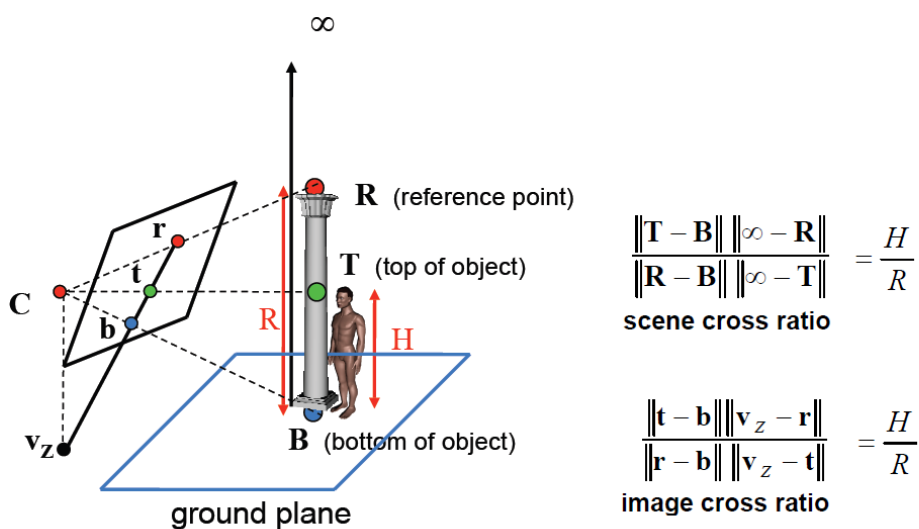 ∞
R (reference point)
r
T (top of object)
t
C
R
H
b
v_Z
B (bottom of object)
ground plane
‖T − B‖ ‖∞ − R‖ / ‖R − B‖ ‖∞ − T‖ = H / R
scene cross ratio
‖t − b‖ ‖v_Z − r‖ / ‖r − b‖ ‖v_Z − t‖ = H / R
image cross ratio